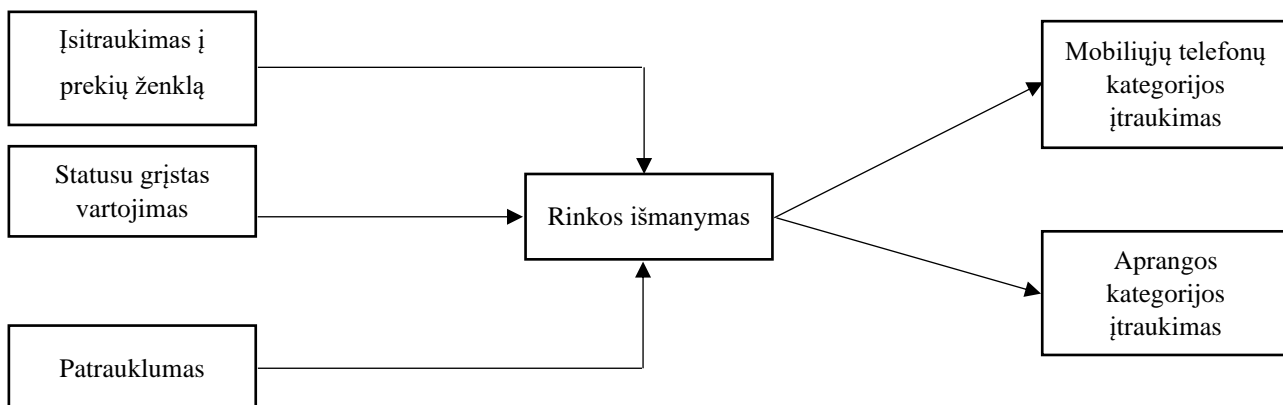 Įsitraukimas į
prekių ženklą
Statusu grįstas
vartojimas
Patrauklumas
Rinkos išmanymas
Mobiliųjų telefonų
kategorijos
įtraukimas
Aprangos
kategorijos
įtraukimas